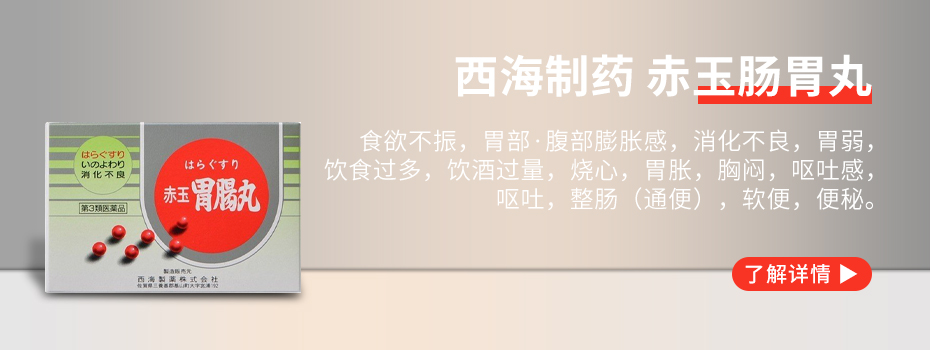 西海制药 赤玉肠胃丸
食欲不振，胃部·腹部膨胀感，消化不良，胃弱，
饮食过多，饮酒过量，烧心，胃胀，胸闷，呕吐感，
呕吐，整肠（通便），软便，便秘。
了解详情 ▶
はらぐすり
いのよわり
消化不良
第3類医薬品
はらぐすり
赤玉胃腸丸
製造販売元
西海製薬株式会社